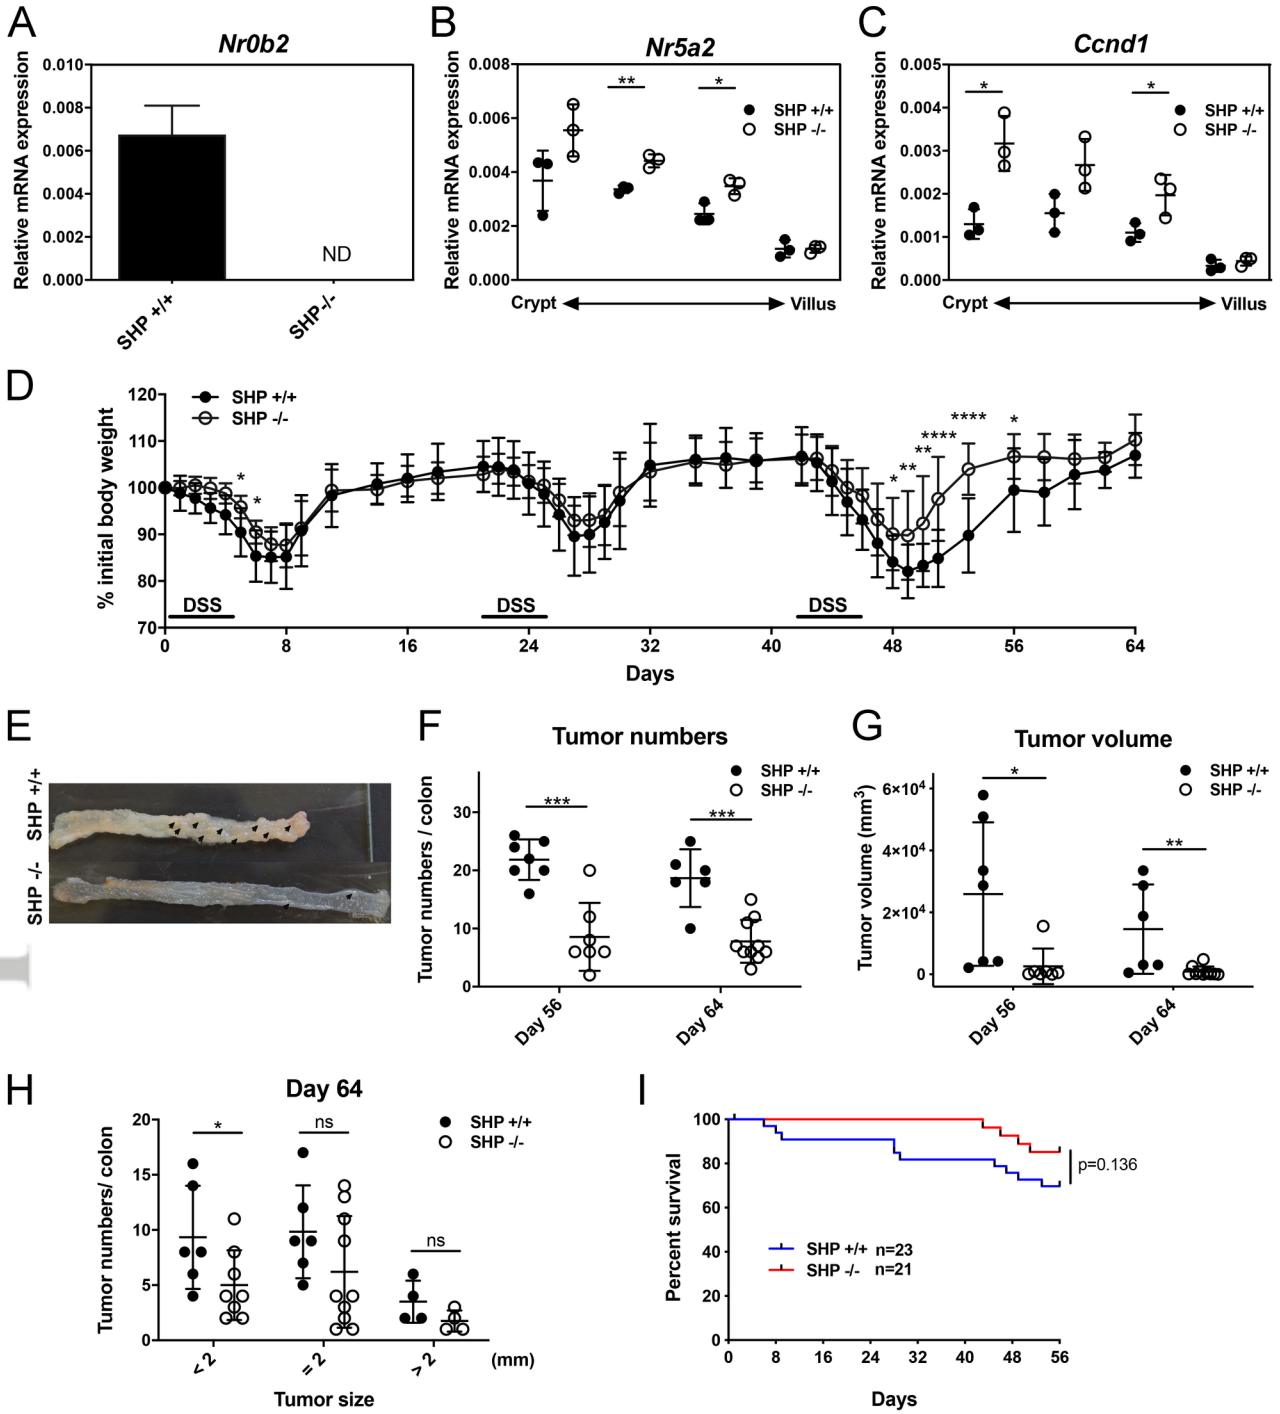 A
Nr0b2
Relative mRNA expression
0.010
0.008
0.006
0.004
0.002
0.000
ND
SHP +/+
SHP-/-
B
Nr5a2
Relative mRNA expression
0.008
0.006
0.004
0.002
0.000
**
*
SHP +/+
SHP -/-
Crypt
Villus
C
Ccnd1
Relative mRNA expression
0.005
0.004
0.003
0.002
0.001
0.000
*
*
SHP +/+
SHP -/-
Crypt
Villus
D
% initial body weight
120
110
100
90
80
70
SHP +/+
SHP -/-
*
*
*
**
**
****
****
*
DSS
DSS
DSS
0 8 16 24 32 40 48 56 64
Days
E
SHP +/+
SHP -/-
F
Tumor numbers
Tumor numbers / colon
30
20
10
0
SHP +/+
SHP -/-
***
***
Day 56
Day 64
G
Tumor volume
Tumor volume (mm³)
6×10⁴
4×10⁴
2×10⁴
0
SHP +/+
SHP -/-
*
**
Day 56
Day 64
H
Day 64
Tumor numbers/ colon
20
15
10
5
0
*
ns
ns
SHP +/+
SHP -/-
< 2
= 2
> 2
(mm)
Tumor size
I
Percent survival
100
80
60
40
20
0
p=0.136
SHP +/+ n=23
SHP -/- n=21
0 8 16 24 32 40 48 56
Days